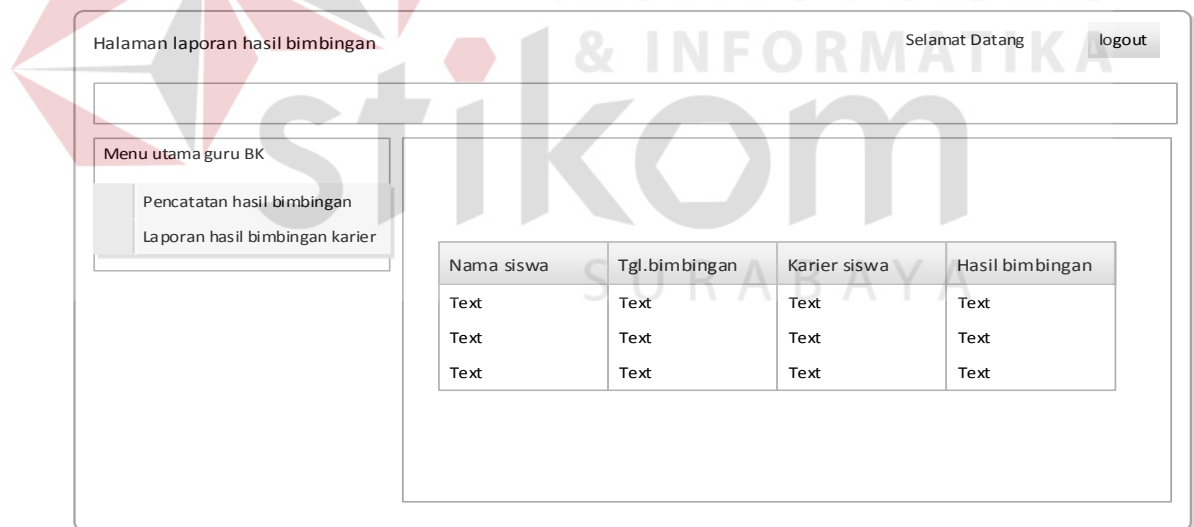 & INFORMATIKA
Halaman laporan hasil bimbingan
Selamat Datang
logout
stikom
SURABAYA
Menu utama guru BK
Pencatatan hasil bimbingan
Laporan hasil bimbingan karier
Nama siswa Tgl.bimbingan Karier siswa Hasil bimbingan
Text Text Text Text
Text Text Text Text
Text Text Text Text